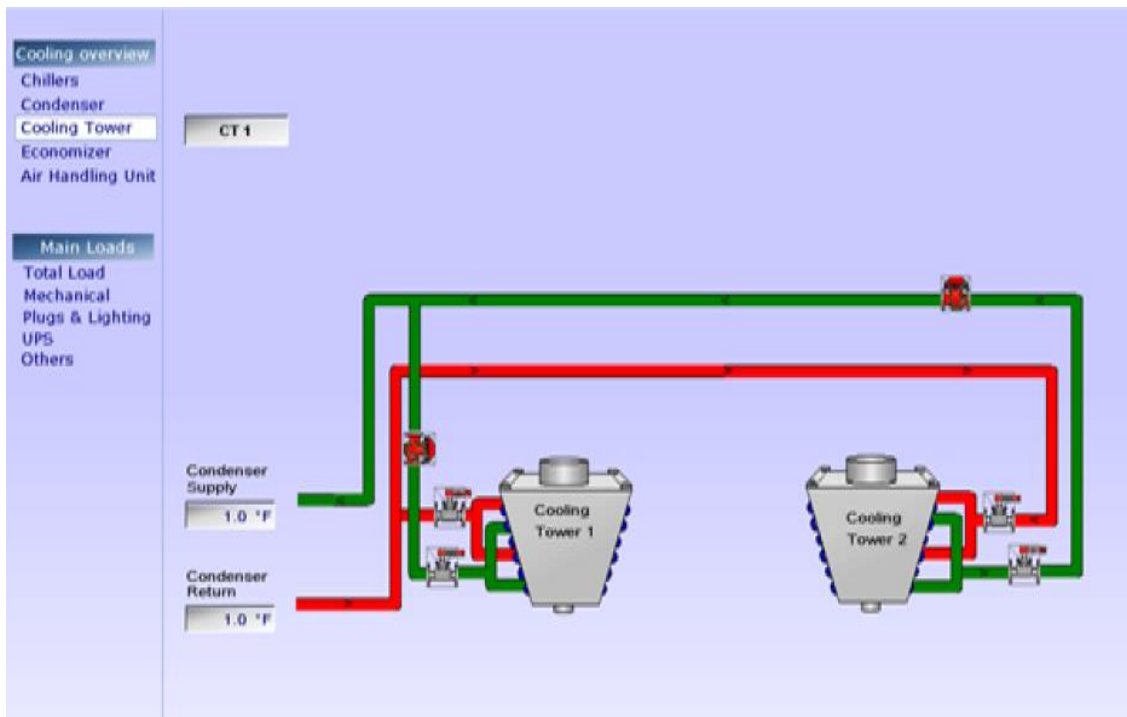 Cooling overview
Chillers
Condenser
Cooling Tower
Economizer
Air Handling Unit
Main Loads
Total Load
Mechanical
Plugs & Lighting
UPS
Others
CT 1
Condenser
Supply
1.0 °F
Condenser
Return
1.0 °F
Cooling
Tower 1
Cooling
Tower 2